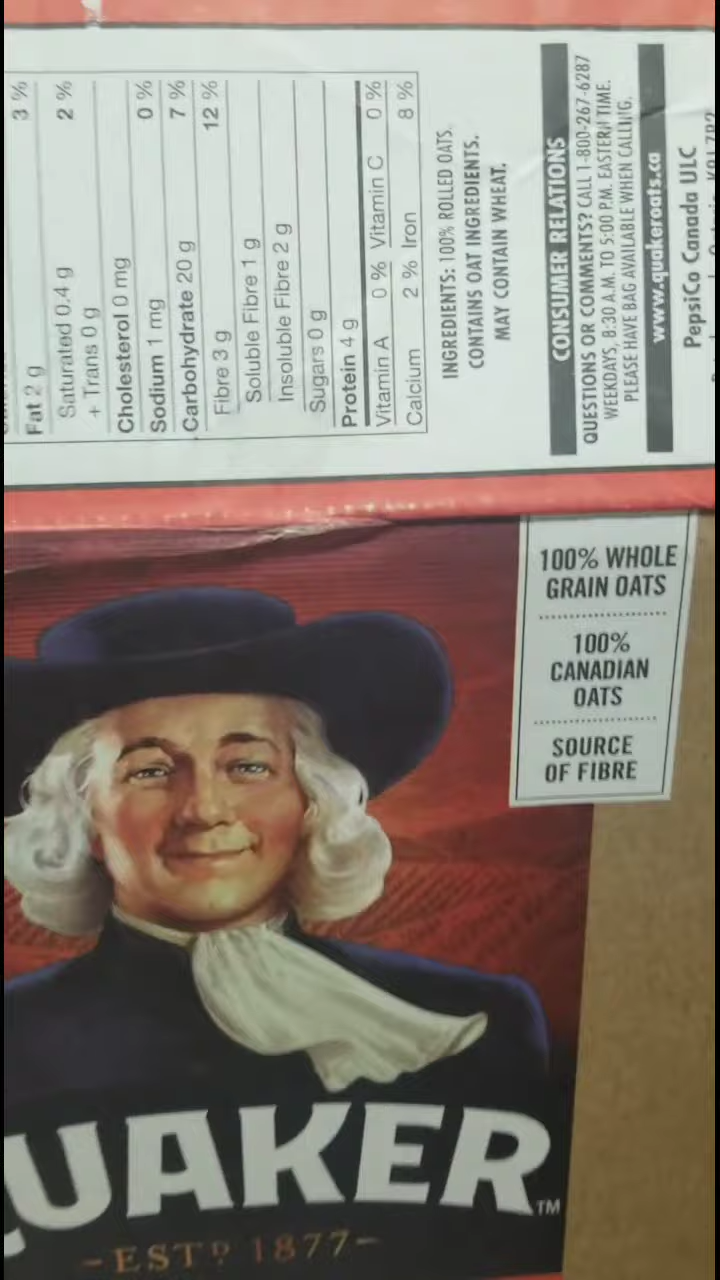 Fat 2 g 3 %
Saturated 0.4 g 2 %
+ Trans 0 g
Cholesterol 0 mg
Sodium 1 mg 0 %
Carbohydrate 20 g 7 %
Fibre 3 g 12 %
Soluble Fibre 1 g
Insoluble Fibre 2 g
Sugars 0 g
Protein 4 g
Vitamin A 0 % Vitamin C 0 %
Calcium 2 % Iron 8 %
INGREDIENTS: 100% ROLLED OATS.
CONTAINS OAT INGREDIENTS.
MAY CONTAIN WHEAT.
CONSUMER RELATIONS
QUESTIONS OR COMMENTS? CALL 1-800-267-6287
WEEKDAYS, 8:30 A.M. TO 5:00 P.M. EASTERN TIME.
PLEASE HAVE BAG AVAILABLE WHEN CALLING.
www.quakeroats.ca
PepsiCo Canada ULC
100% WHOLE
GRAIN OATS
100%
CANADIAN
OATS
SOURCE
OF FIBRE
QUAKER™
-ESTD 1877-